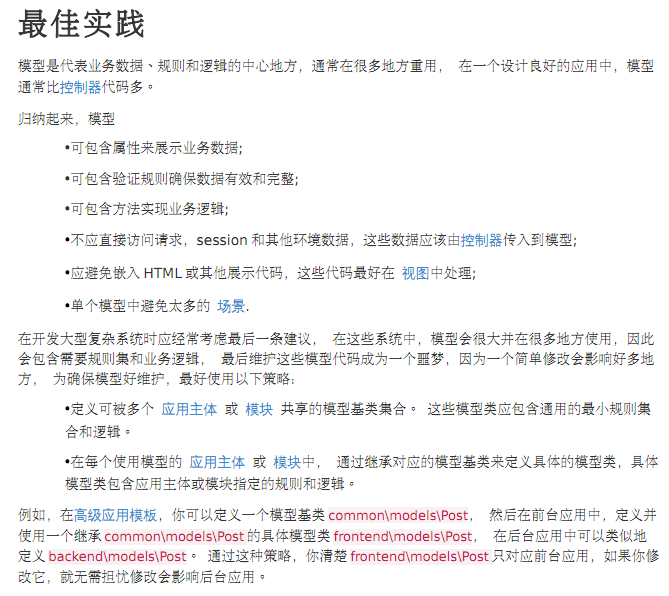 最佳实践
模型是代表业务数据、规则和逻辑的中心地方，通常在很多地方重用， 在一个设计良好的应用中，模型
通常比控制器代码多。
归纳起来，模型
•可包含属性来展示业务数据;
•可包含验证规则确保数据有效和完整;
•可包含方法实现业务逻辑;
•不应直接访问请求，session 和其他环境数据，这些数据应该由控制器传入到模型;
•应避免嵌入 HTML 或其他展示代码，这些代码最好在 视图中处理;
•单个模型中避免太多的 场景.
在开发大型复杂系统时应经常考虑最后一条建议， 在这些系统中，模型会很大并在很多地方使用，因此
会包含需要规则集和业务逻辑， 最后维护这些模型代码成为一个噩梦，因为一个简单修改会影响好多地
方， 为确保模型好维护，最好使用以下策略:
•定义可被多个 应用主体 或 模块 共享的模型基类集合。 这些模型类应包含通用的最小规则集
合和逻辑。
•在每个使用模型的 应用主体 或 模块中， 通过继承对应的模型基类来定义具体的模型类，具体
模型类包含应用主体或模块指定的规则和逻辑。
例如，在高级应用模板，你可以定义一个模型基类 common\models\Post， 然后在前台应用中，定义并
使用一个继承 common\models\Post 的具体模型类 frontend\models\Post， 在后台应用中可以类似地
定义 backend\models\Post。 通过这种策略，你清楚 frontend\models\Post 只对应前台应用，如果你修
改它，就无需担忧修改会影响后台应用。